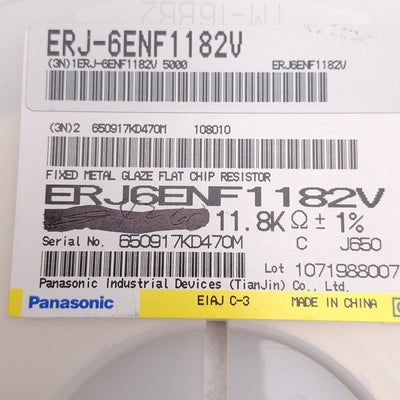 ERJ-6ENF1182V
(3N)1ERJ-6ENF1182V 5000 ERJ6ENF1182V
(3N)2 650917KD470M 108010
FIXED METAL GLAZE FLAT CHIP RESISTOR
ERJ6ENF1182V
11.8KΩ ± 1%
Serial No. 650917KD470M C J650
Lot 1071988007
Panasonic Industrial Devices (TianJin) Co., Ltd.
Panasonic EIAJ C-3 MADE IN CHINA